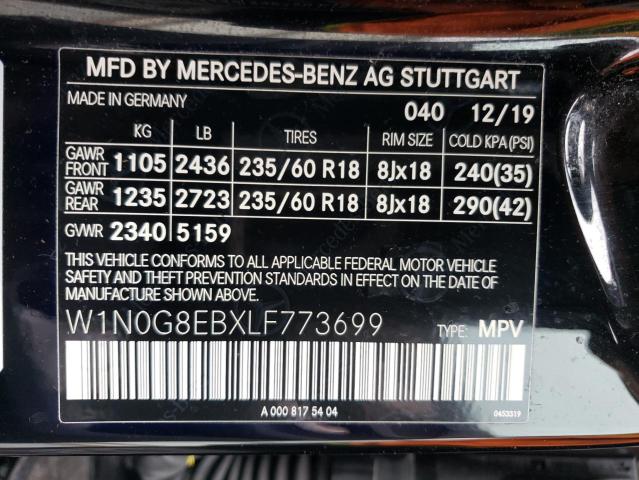 MFD BY MERCEDES-BENZ AG STUTTGART
MADE IN GERMANY 040 12/19
KG LB TIRES RIM SIZE COLD KPA(PSI)
GAWR FRONT 1105 2436 235/60 R18 8Jx18 240(35)
GAWR REAR 1235 2723 235/60 R18 8Jx18 290(42)
GVWR 2340 5159
THIS VEHICLE CONFORMS TO ALL APPLICABLE FEDERAL MOTOR VEHICLE
SAFETY AND THEFT PREVENTION STANDARDS IN EFFECT ON THE DATE
OF MANUFACTURE SHOWN ABOVE.
W1N0G8EBXLF773699 TYPE: MPV
A 000 817 54 04
0453319